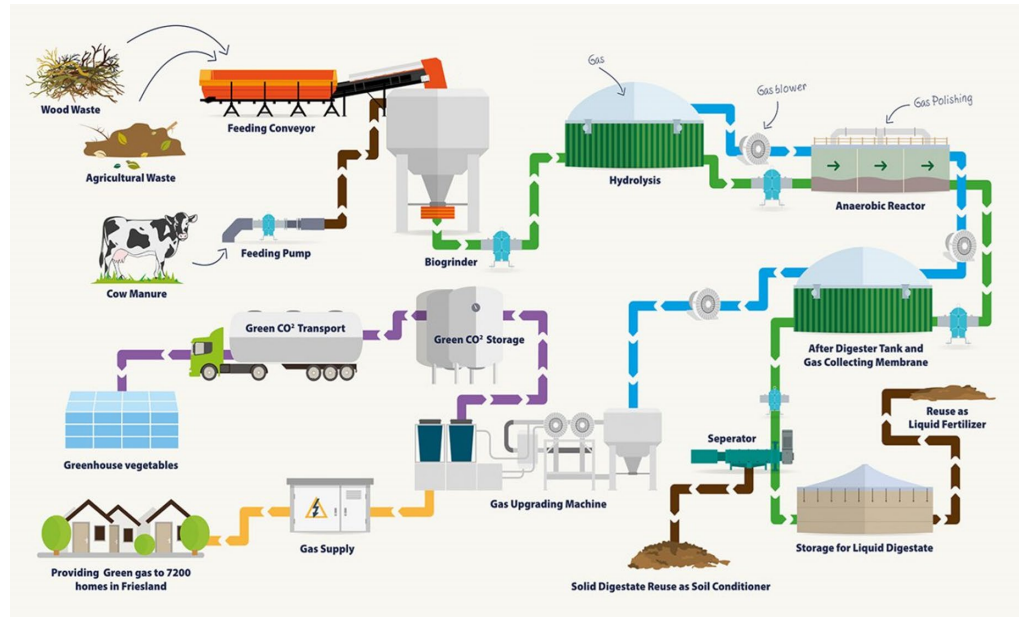 Wood Waste
Feeding Conveyor
Agricultural Waste
Cow Manure
Feeding Pump
Biogrinder
Gas
Hydrolysis
Gas blower
Gas Polishing
Anaerobic Reactor
After Digester Tank and
Gas Collecting Membrane
Green CO² Transport
Green CO² Storage
Greenhouse vegetables
Gas Upgrading Machine
Seperator
Reuse as
Liquid Fertilizer
Storage for Liquid Digestate
Solid Digestate Reuse as Soil Conditioner
Gas Supply
Providing Green gas to 7200
homes in Friesland